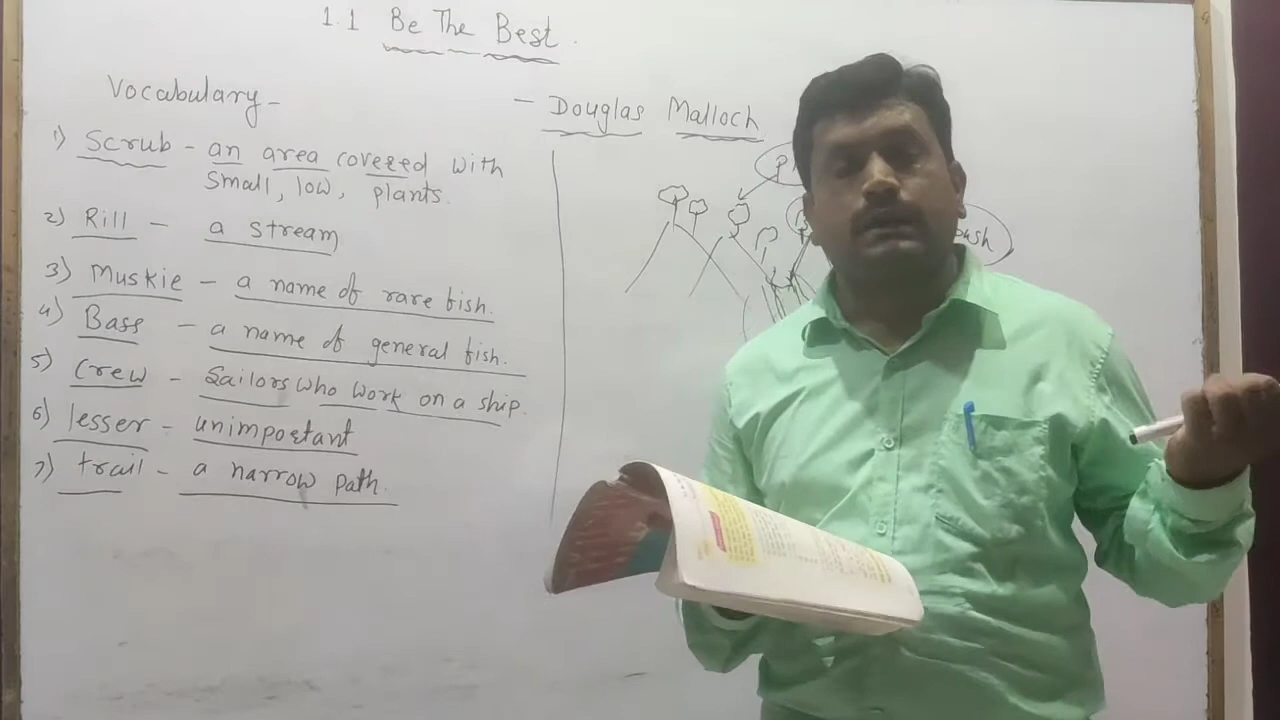 1.1 Be The Best.
Vocabulary -
- Douglas Malloch
1) Scrub - an area covered with
small, low, plants.
2) Rill - a stream
3) Muskie - a name of rare fish.
4) Bass - a name of general fish.
5) Crew - Sailors who work on a ship.
6) lesser - unimportant
7) trail - a narrow path.